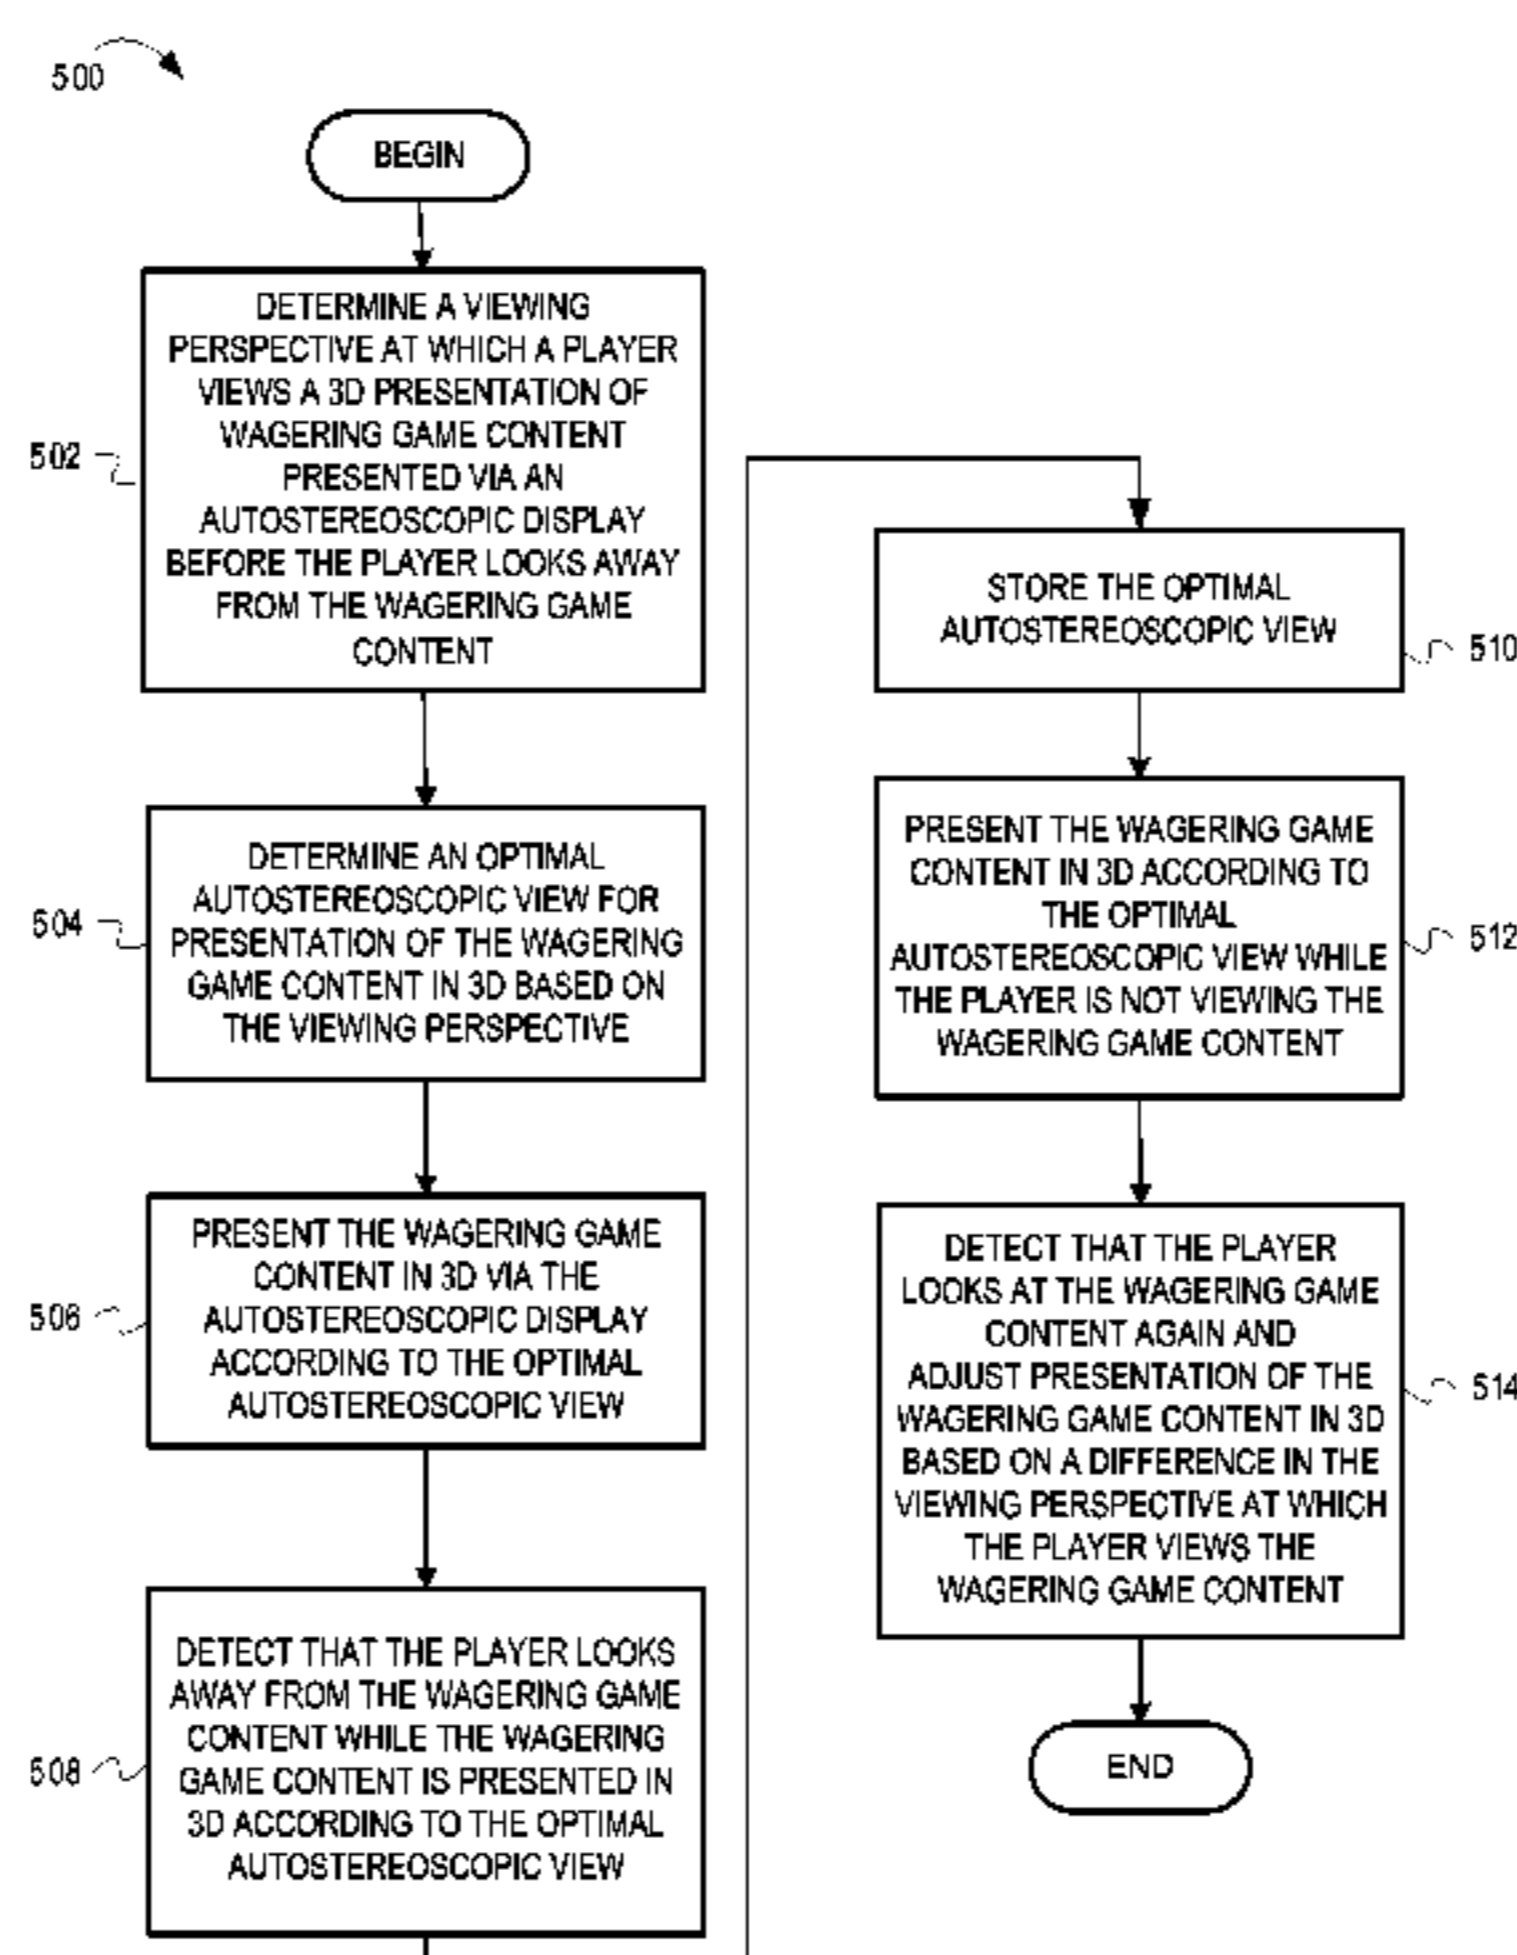 500
BEGIN
DETERMINE A VIEWING
PERSPECTIVE AT WHICH A PLAYER
VIEWS A 3D PRESENTATION OF
WAGERING GAME CONTENT
PRESENTED VIA AN
AUTOSTEREOSCOPIC DISPLAY
BEFORE THE PLAYER LOOKS AWAY
FROM THE WAGERING GAME
CONTENT
502
DETERMINE AN OPTIMAL
AUTOSTEREOSCOPIC VIEW FOR
PRESENTATION OF THE WAGERING
GAME CONTENT IN 3D BASED ON
THE VIEWING PERSPECTIVE
504
PRESENT THE WAGERING GAME
CONTENT IN 3D VIA THE
AUTOSTEREOSCOPIC DISPLAY
ACCORDING TO THE OPTIMAL
AUTOSTEREOSCOPIC VIEW
506
DETECT THAT THE PLAYER LOOKS
AWAY FROM THE WAGERING GAME
CONTENT WHILE THE WAGERING
GAME CONTENT IS PRESENTED IN
3D ACCORDING TO THE OPTIMAL
AUTOSTEREOSCOPIC VIEW
508
STORE THE OPTIMAL
AUTOSTEREOSCOPIC VIEW
510
PRESENT THE WAGERING GAME
CONTENT IN 3D ACCORDING TO
THE OPTIMAL
AUTOSTEREOSCOPIC VIEW WHILE
THE PLAYER IS NOT VIEWING THE
WAGERING GAME CONTENT
512
DETECT THAT THE PLAYER
LOOKS AT THE WAGERING GAME
CONTENT AGAIN AND
ADJUST PRESENTATION OF THE
WAGERING GAME CONTENT IN 3D
BASED ON A DIFFERENCE IN THE
VIEWING PERSPECTIVE AT WHICH
THE PLAYER VIEWS THE
WAGERING GAME CONTENT
514
END